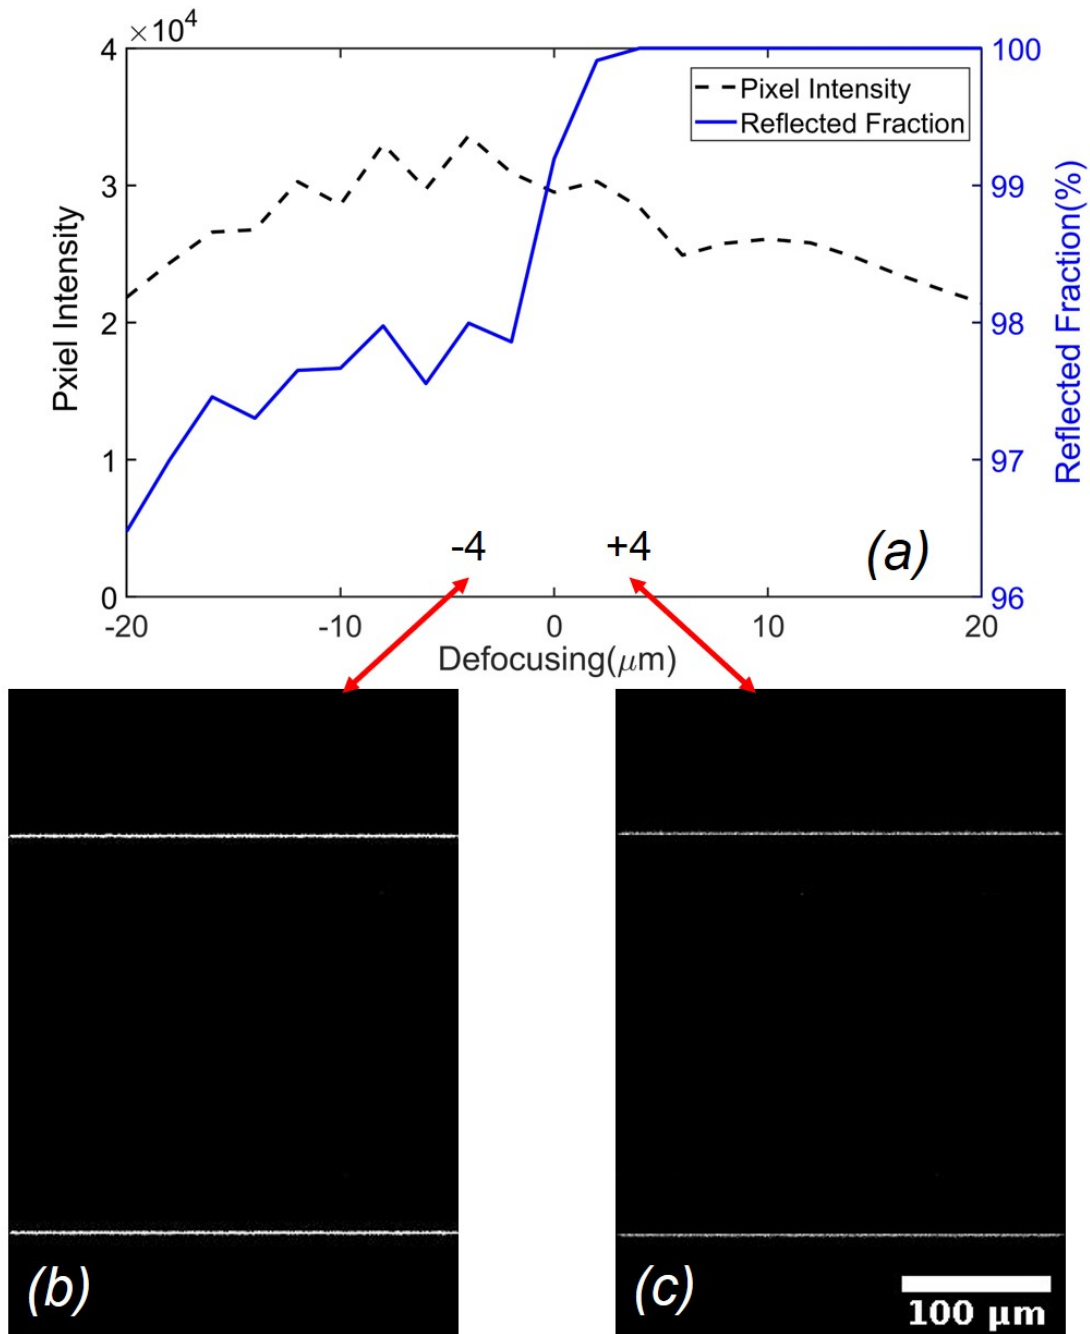 ×10⁴
4
3
2
1
0
Pxiel Intensity
100
99
98
97
96
Reflected Fraction(%)
Pixel Intensity
Reflected Fraction
-4
+4
(a)
-20
-10
0
10
20
Defocusing(μm)
(b)
(c)
100 μm